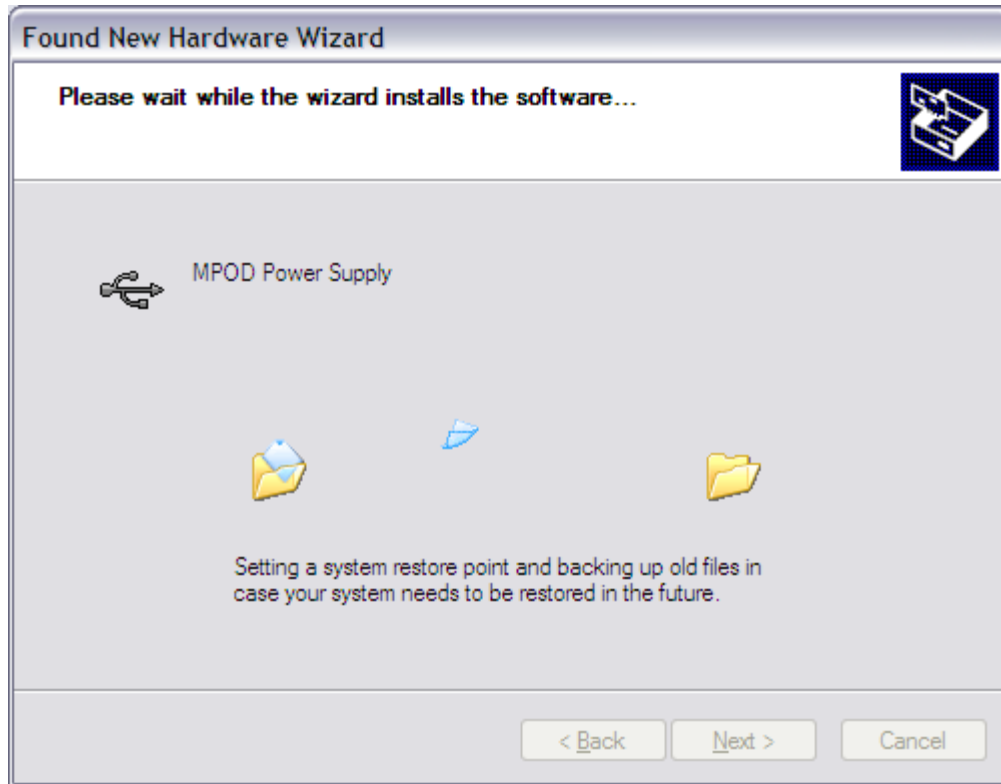 Found New Hardware Wizard
Please wait while the wizard installs the software...
MPOD Power Supply
Setting a system restore point and backing up old files in
case your system needs to be restored in the future.
< Back Next > Cancel